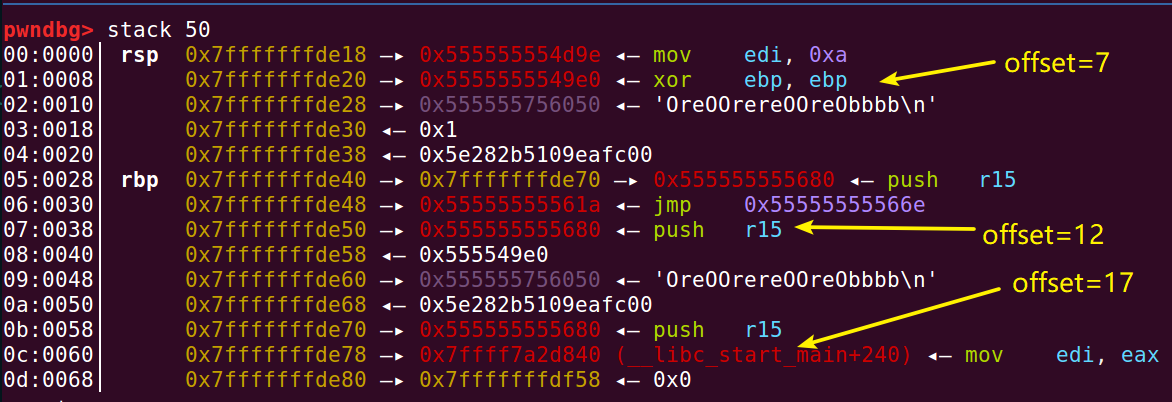 pwndbg> stack 50
00:0000│ rsp 0x7fffffffde18 —▸ 0x555555554d9e ◂— mov    edi, 0xa
offset=7
01:0008│     0x7fffffffde20 —▸ 0x5555555549e0 ◂— xor    ebp, ebp
02:0010│     0x7fffffffde28 —▸ 0x555555756050 ◂— 'OreOOrereOOreObbbb\n'
03:0018│     0x7fffffffde30 ◂— 0x1
04:0020│     0x7fffffffde38 ◂— 0x5e282b5109eafc00
05:0028│ rbp 0x7fffffffde40 —▸ 0x7fffffffde70 —▸ 0x555555555680 ◂— push   r15
06:0030│     0x7fffffffde48 —▸ 0x55555555561a ◂— jmp    0x55555555566e
07:0038│     0x7fffffffde50 —▸ 0x555555555680 ◂— push   r15
offset=12
08:0040│     0x7fffffffde58 ◂— 0x555549e0
09:0048│     0x7fffffffde60 —▸ 0x555555756050 ◂— 'OreOOrereOOreObbbb\n'
offset=17
0a:0050│     0x7fffffffde68 ◂— 0x5e282b5109eafc00
0b:0058│     0x7fffffffde70 —▸ 0x555555555680 ◂— push   r15
0c:0060│     0x7fffffffde78 —▸ 0x7ffff7a2d840 (__libc_start_main+240) ◂— mov    edi, eax
0d:0068│     0x7fffffffde80 —▸ 0x7fffffffdf58 ◂— 0x0